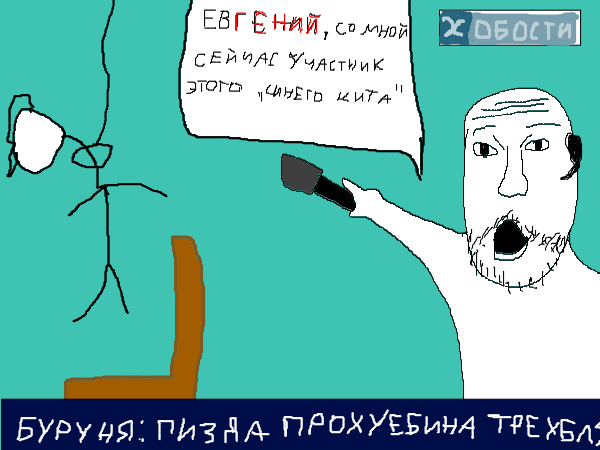 ЕВГЕНИЙ, СО МНОЙ
СЕЙЧАС УЧАСТНИК
ЭТОГО „СИНЕГО КИТА"
ХОБОСТИ
БУРУНЯ: ПИЗДА ПРОХУЕБИНА ТРЕХБЛЯ